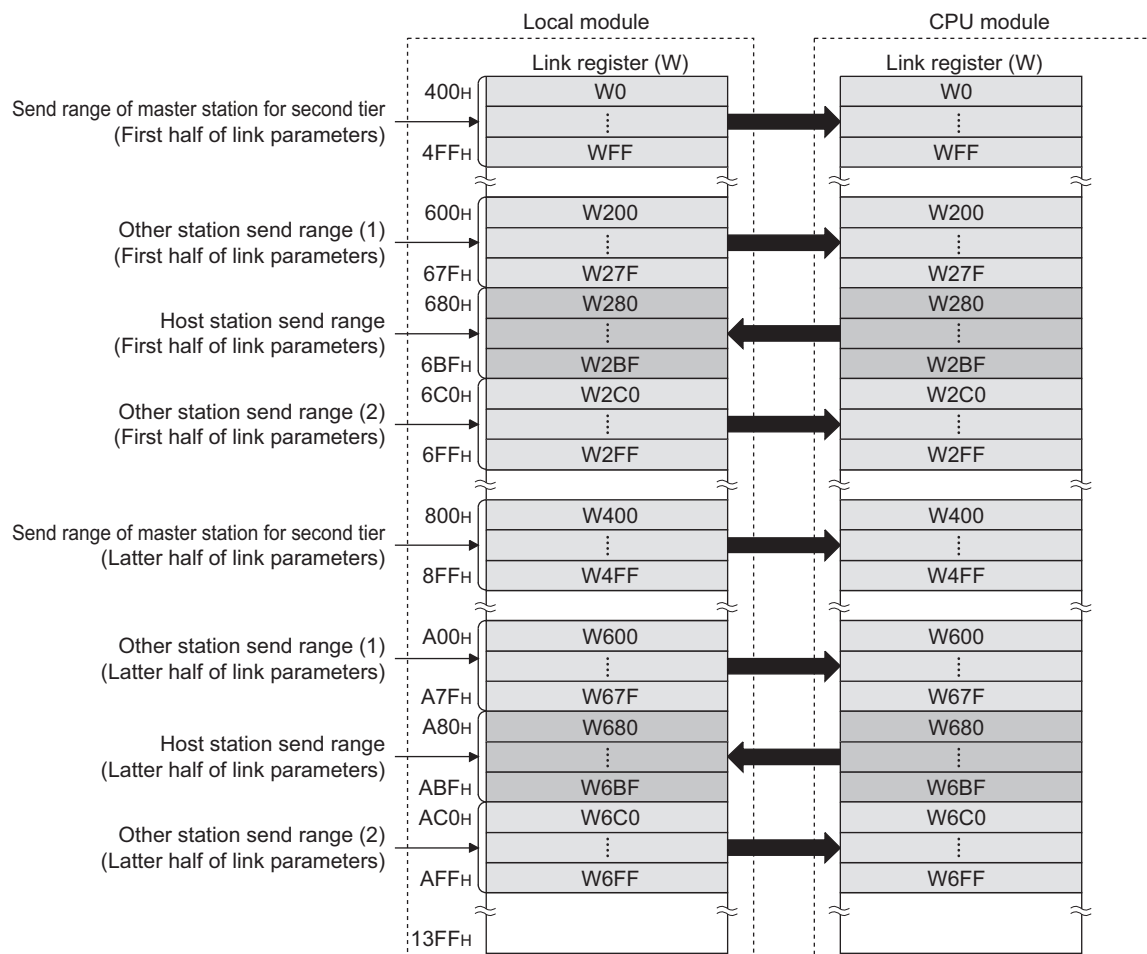 Local module
CPU module
Link register (W)
Link register (W)
Send range of master station for second tier
(First half of link parameters)
400H
W0
W0
⋮
⋮
4FFH
WFF
WFF
Other station send range (1)
(First half of link parameters)
600H
W200
W200
⋮
⋮
67FH
W27F
W27F
Host station send range
(First half of link parameters)
680H
W280
W280
⋮
⋮
6BFH
W2BF
W2BF
Other station send range (2)
(First half of link parameters)
6C0H
W2C0
W2C0
⋮
⋮
6FFH
W2FF
W2FF
Send range of master station for second tier
(Latter half of link parameters)
800H
W400
W400
⋮
⋮
8FFH
W4FF
W4FF
Other station send range (1)
(Latter half of link parameters)
A00H
W600
W600
⋮
⋮
A7FH
W67F
W67F
Host station send range
(Latter half of link parameters)
A80H
W680
W680
⋮
⋮
ABFH
W6BF
W6BF
Other station send range (2)
(Latter half of link parameters)
AC0H
W6C0
W6C0
⋮
⋮
AFFH
W6FF
W6FF
13FFH